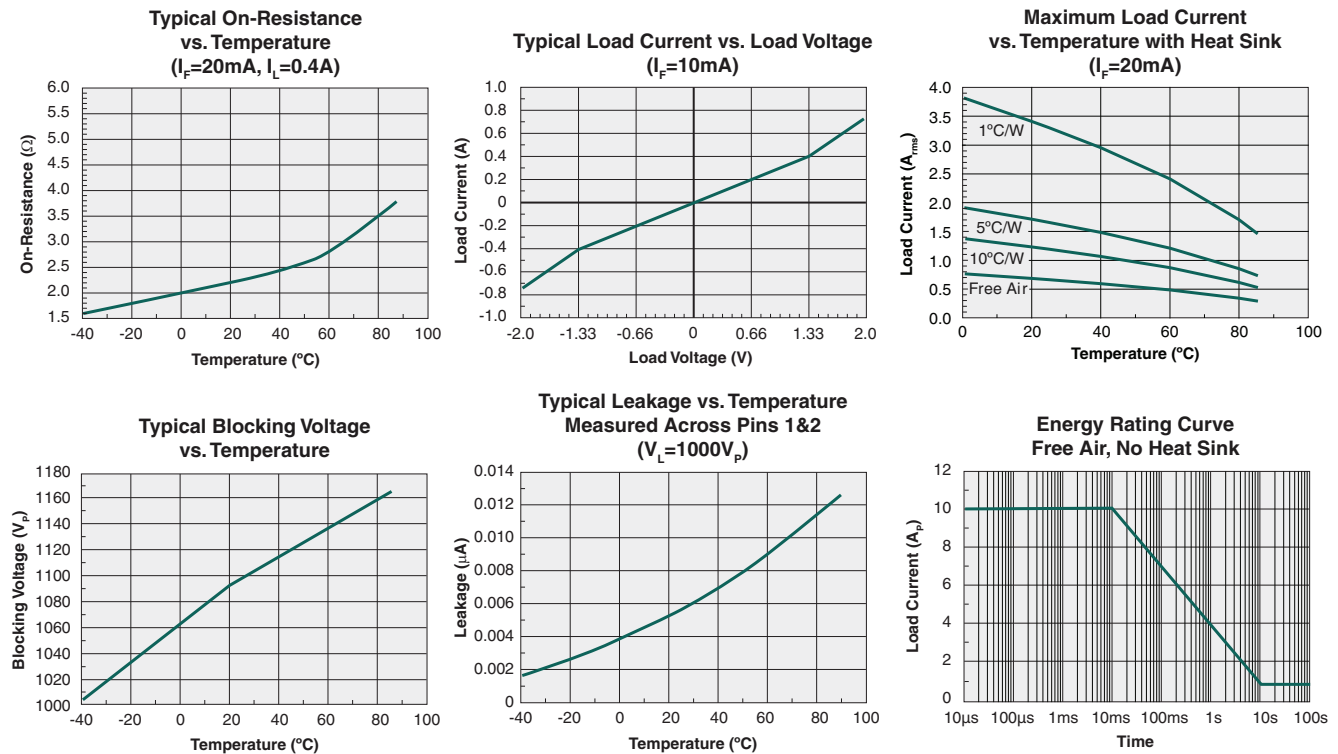 Typical On-Resistance
vs. Temperature
(IF=20mA, IL=0.4A)
6.0
5.5
5.0
4.5
4.0
3.5
3.0
2.5
2.0
1.5
On-Resistance (Ω)
-40 -20 0 20 40 60 80 100
Temperature (ºC)
Typical Load Current vs. Load Voltage
(IF=10mA)
1.0
0.8
0.6
0.4
0.2
0
-0.2
-0.4
-0.6
-0.8
-1.0
Load Current (A)
-2.0 -1.33 -0.66 0 0.66 1.33 2.0
Load Voltage (V)
Maximum Load Current
vs. Temperature with Heat Sink
(IF=20mA)
4.0
3.5
3.0
2.5
2.0
1.5
1.0
0.5
0.0
Load Current (Arms)
1ºC/W
5ºC/W
10ºC/W
Free Air
0 20 40 60 80 100
Temperature (ºC)
Typical Blocking Voltage
vs. Temperature
1180
1160
1140
1120
1100
1080
1060
1040
1020
1000
Blocking Voltage (VP)
-40 -20 0 20 40 60 80 100
Temperature (ºC)
Typical Leakage vs. Temperature
Measured Across Pins 1&2
(VL=1000VP)
0.014
0.012
0.010
0.008
0.006
0.004
0.002
0
Leakage (µA)
-40 -20 0 20 40 60 80 100
Temperature (ºC)
Energy Rating Curve
Free Air, No Heat Sink
12
10
8
6
4
2
0
Load Current (AP)
10µs 100µs 1ms 10ms 100ms 1s 10s 100s
Time